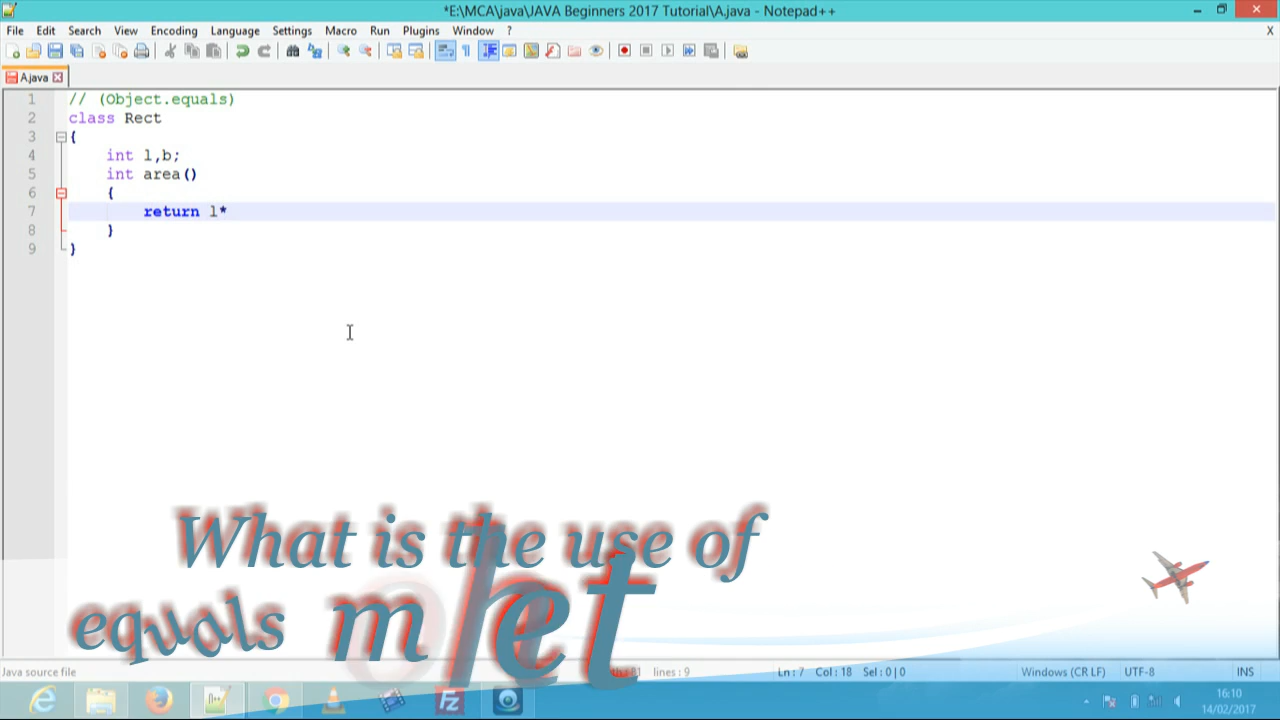 *E:\MCA\java\JAVA Beginners 2017 Tutorial\A.java - Notepad++
File Edit Search View Encoding Language Settings Macro Run Plugins Window ? X
A.java
1 // (Object.equals)
2 class Rect
3 {
4 int l,b;
5 int area()
6 {
7 return l*
8 }
9 }
What is the use of
equals m het
Java source file lines : 9 Ln : 7 Col : 18 Sel : 0 | 0 Windows (CR LF) UTF-8 INS
16:10
14/02/2017